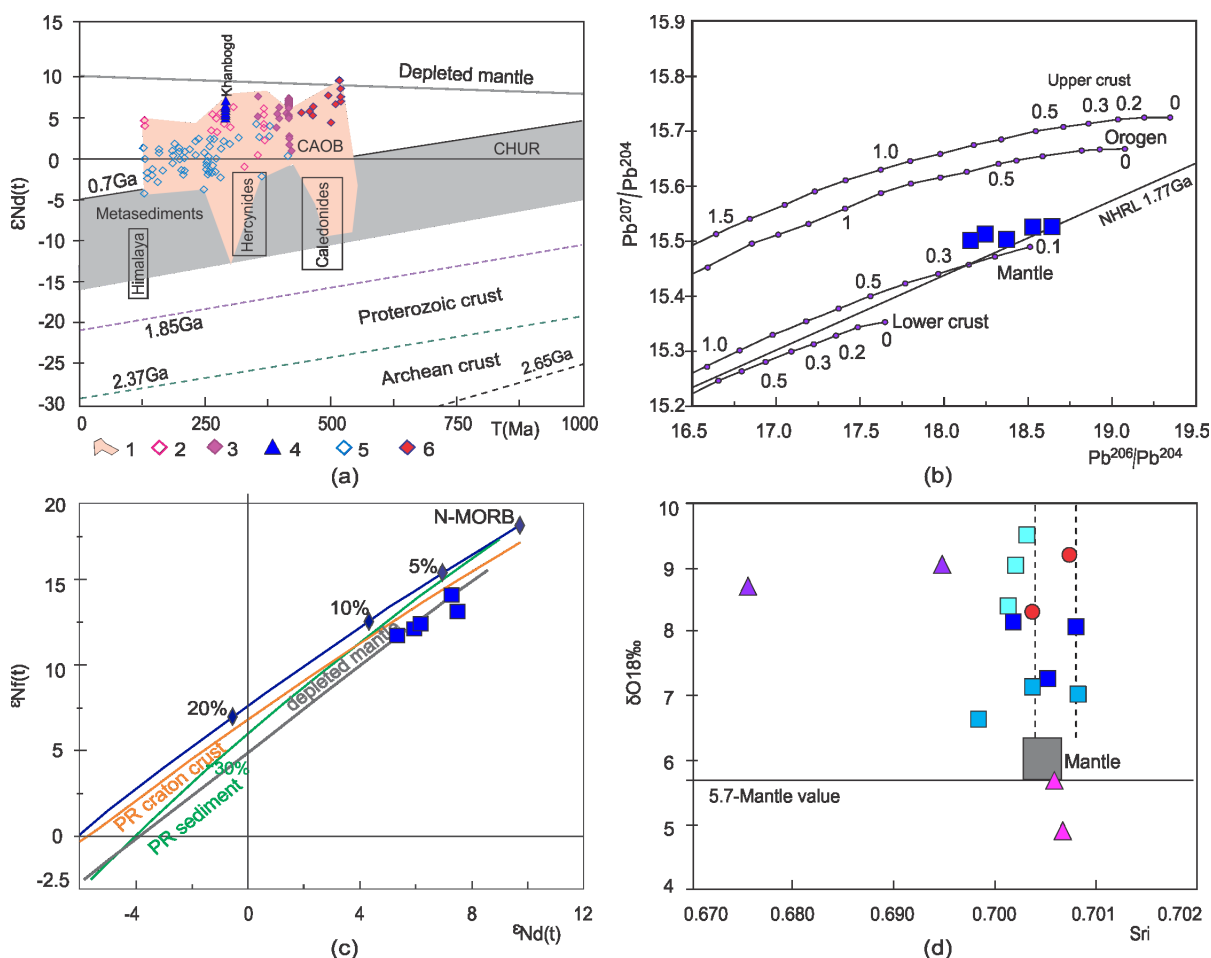 15
10
5
0
-5
-10
-15
-20
-25
-30
εNd(t)
Khanbogd
Depleted mantle
CAOB
CHUR
0.7Ga
Metasediments
Himalaya
Hercynides
Caledonides
Proterozoic crust
1.85Ga
Archean crust
2.37Ga
2.65Ga
0 250 500 750 1000
T(Ma)
1 2 3 4 5 6
(a)
15.9
15.8
15.7
15.6
15.5
15.4
15.3
15.2
Pb207/Pb204
Upper crust
0.5 0.3 0.2 0
1.0
1.5
Orogen
0.5 0
1
NHRL 1.77Ga
0.1
0.3
Mantle
0.5
1.0
Lower crust
0
0.2
0.3
0.5
16.5 17.0 17.5 18.0 18.5 19.0 19.5
Pb206/Pb204
(b)
20
15
10
5
0
-2.5
εNf(t)
N-MORB
5%
10%
20%
depleted mantle
PR craton crust
30%
PR sediment
-4 0 4 8 12
εNd(t)
(c)
10
9
8
7
6
5
4
δO18‰
Mantle
5.7-Mantle value
0.670 0.680 0.690 0.700 0.701 0.702
Sri
(d)